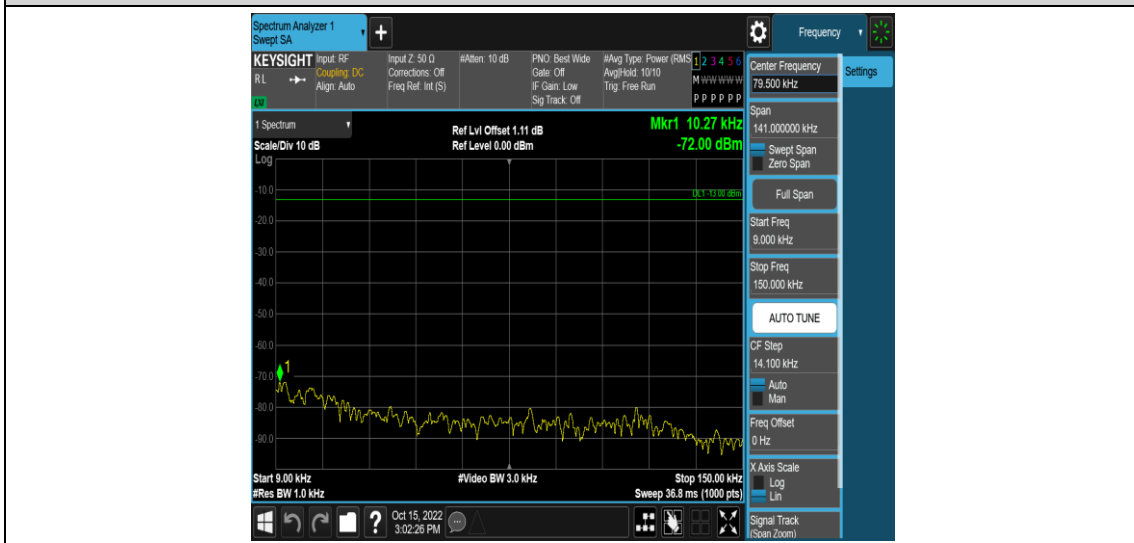 Spectrum Analyzer 1
Swept SA
+
Frequency
KEYSIGHT
RL
LXI
Input: RF
Coupling: DC
Align: Auto
Input Z: 50 Ω
Corrections: Off
Freq Ref: Int (S)
#Atten: 10 dB
PNO: Best Wide
Gate: Off
IF Gain: Low
Sig Track: Off
#Avg Type: Power (RMS
Avg|Hold: 10/10
Trig: Free Run
1 2 3 4 5 6
M W W W W W
P P P P P P
Center Frequency
79.500 kHz
Settings
1 Spectrum
Scale/Div 10 dB
Ref Lvl Offset 1.11 dB
Ref Level 0.00 dBm
Mkr1 10.27 kHz
-72.00 dBm
Log
DL1 -13.00 dBm
-10.0
-20.0
-30.0
-40.0
-50.0
-60.0
-70.0
-80.0
-90.0
1
Start 9.00 kHz
#Res BW 1.0 kHz
#Video BW 3.0 kHz
Stop 150.00 kHz
Sweep 36.8 ms (1000 pts)
Span
141.000000 kHz
Swept Span
Zero Span
Full Span
Start Freq
9.000 kHz
Stop Freq
150.000 kHz
AUTO TUNE
CF Step
14.100 kHz
Auto
Man
Freq Offset
0 Hz
X Axis Scale
Log
Lin
Signal Track
(Span Zoom)
?
Oct 15, 2022
3:02:26 PM